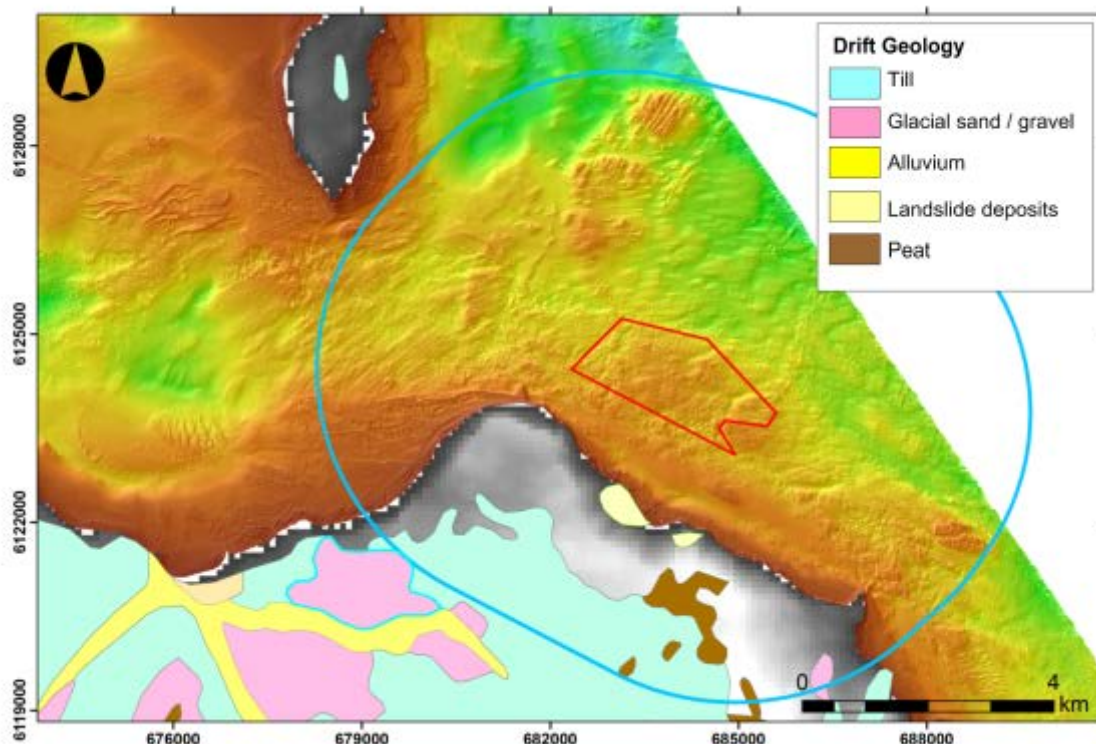 Drift Geology
Till
Glacial sand / gravel
Alluvium
Landslide deposits
Peat
6128000
6125000
6122000
6119000
0 4
km
676000 679000 682000 685000 688000